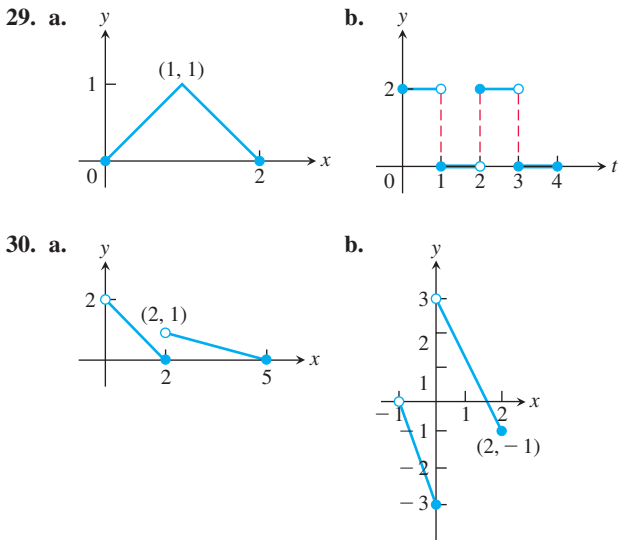 29. a.
y
(1, 1)
1
0
2
x
b.
y
2
0
1
2
3
4
t
30. a.
y
2
(2, 1)
2
5
x
b.
y
3
2
1
x
– 1
1
2
– 1
(2, – 1)
– 2
– 3